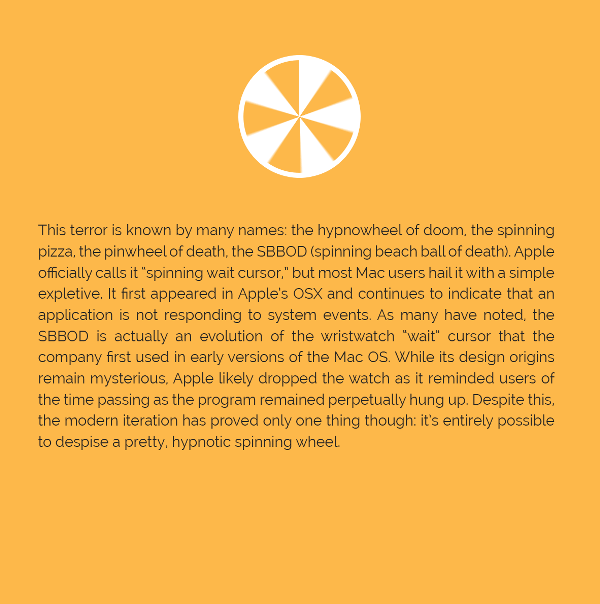 This terror is known by many names: the hypnowheel of doom, the spinning
pizza, the pinwheel of death, the SBBOD (spinning beach ball of death). Apple
officially calls it “spinning wait cursor,” but most Mac users hail it with a simple
expletive. It first appeared in Apple’s OSX and continues to indicate that an
application is not responding to system events. As many have noted, the
SBBOD is actually an evolution of the wristwatch “wait“ cursor that the
company first used in early versions of the Mac OS. While its design origins
remain mysterious, Apple likely dropped the watch as it reminded users of
the time passing as the program remained perpetually hung up. Despite this,
the modern iteration has proved only one thing though: it’s entirely possible
to despise a pretty, hypnotic spinning wheel.